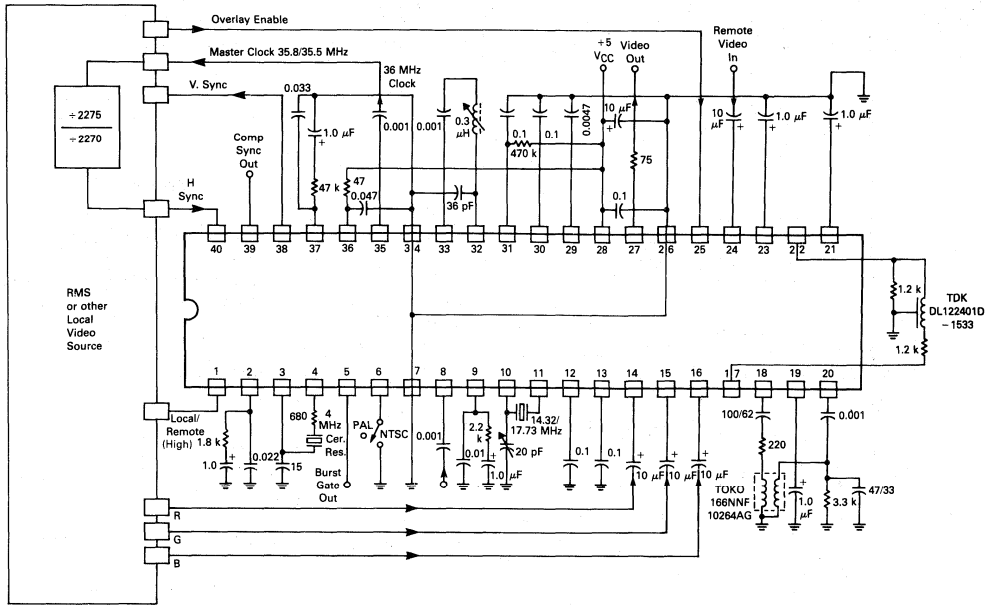 Overlay Enable
Master Clock 35.8/35.5 MHz
V. Sync
÷ 2275
÷ 2270
Comp
Sync
Out
H
Sync
36 MHz
Clock
0.033
1.0 μF
+
47 k
0.001
47
0.047
0.001
0.3
μH
36 pF
0.1
0.1
0.0047
470 k
+5
VCC
Video
Out
10 μF
+
75
0.1
Remote
Video
In
10
μF
+
1.0 μF
+
1.0 μF
+
40
39
38
37
36
35
3 4
33
32
31
30
29
28
27
2 6
25
24
23
2 2
21
RMS
or other
Local
Video
Source
1.2 k
TDK
DL122401D
- 1533
1.2 k
1
2
3
4
5
6
7
8
9
10
11
12
13
14
15
16
1 7
18
19
20
Local/
Remote
(High)
1.8 k
1.0
+
0.022
15
680
4
MHz
Cer.
Res.
Burst
Gate
Out
PAL
NTSC
0.001
0.01
2.2
k
+
1.0
μF
14.32/
17.73 MHz
20 pF
0.1
0.1
+
10 μF
+
10 μF
+
10 μF
100/62
220
TOKO
166NNF
10264AG
+
1.0
μF
0.001
3.3 k
47/33
R
G
B